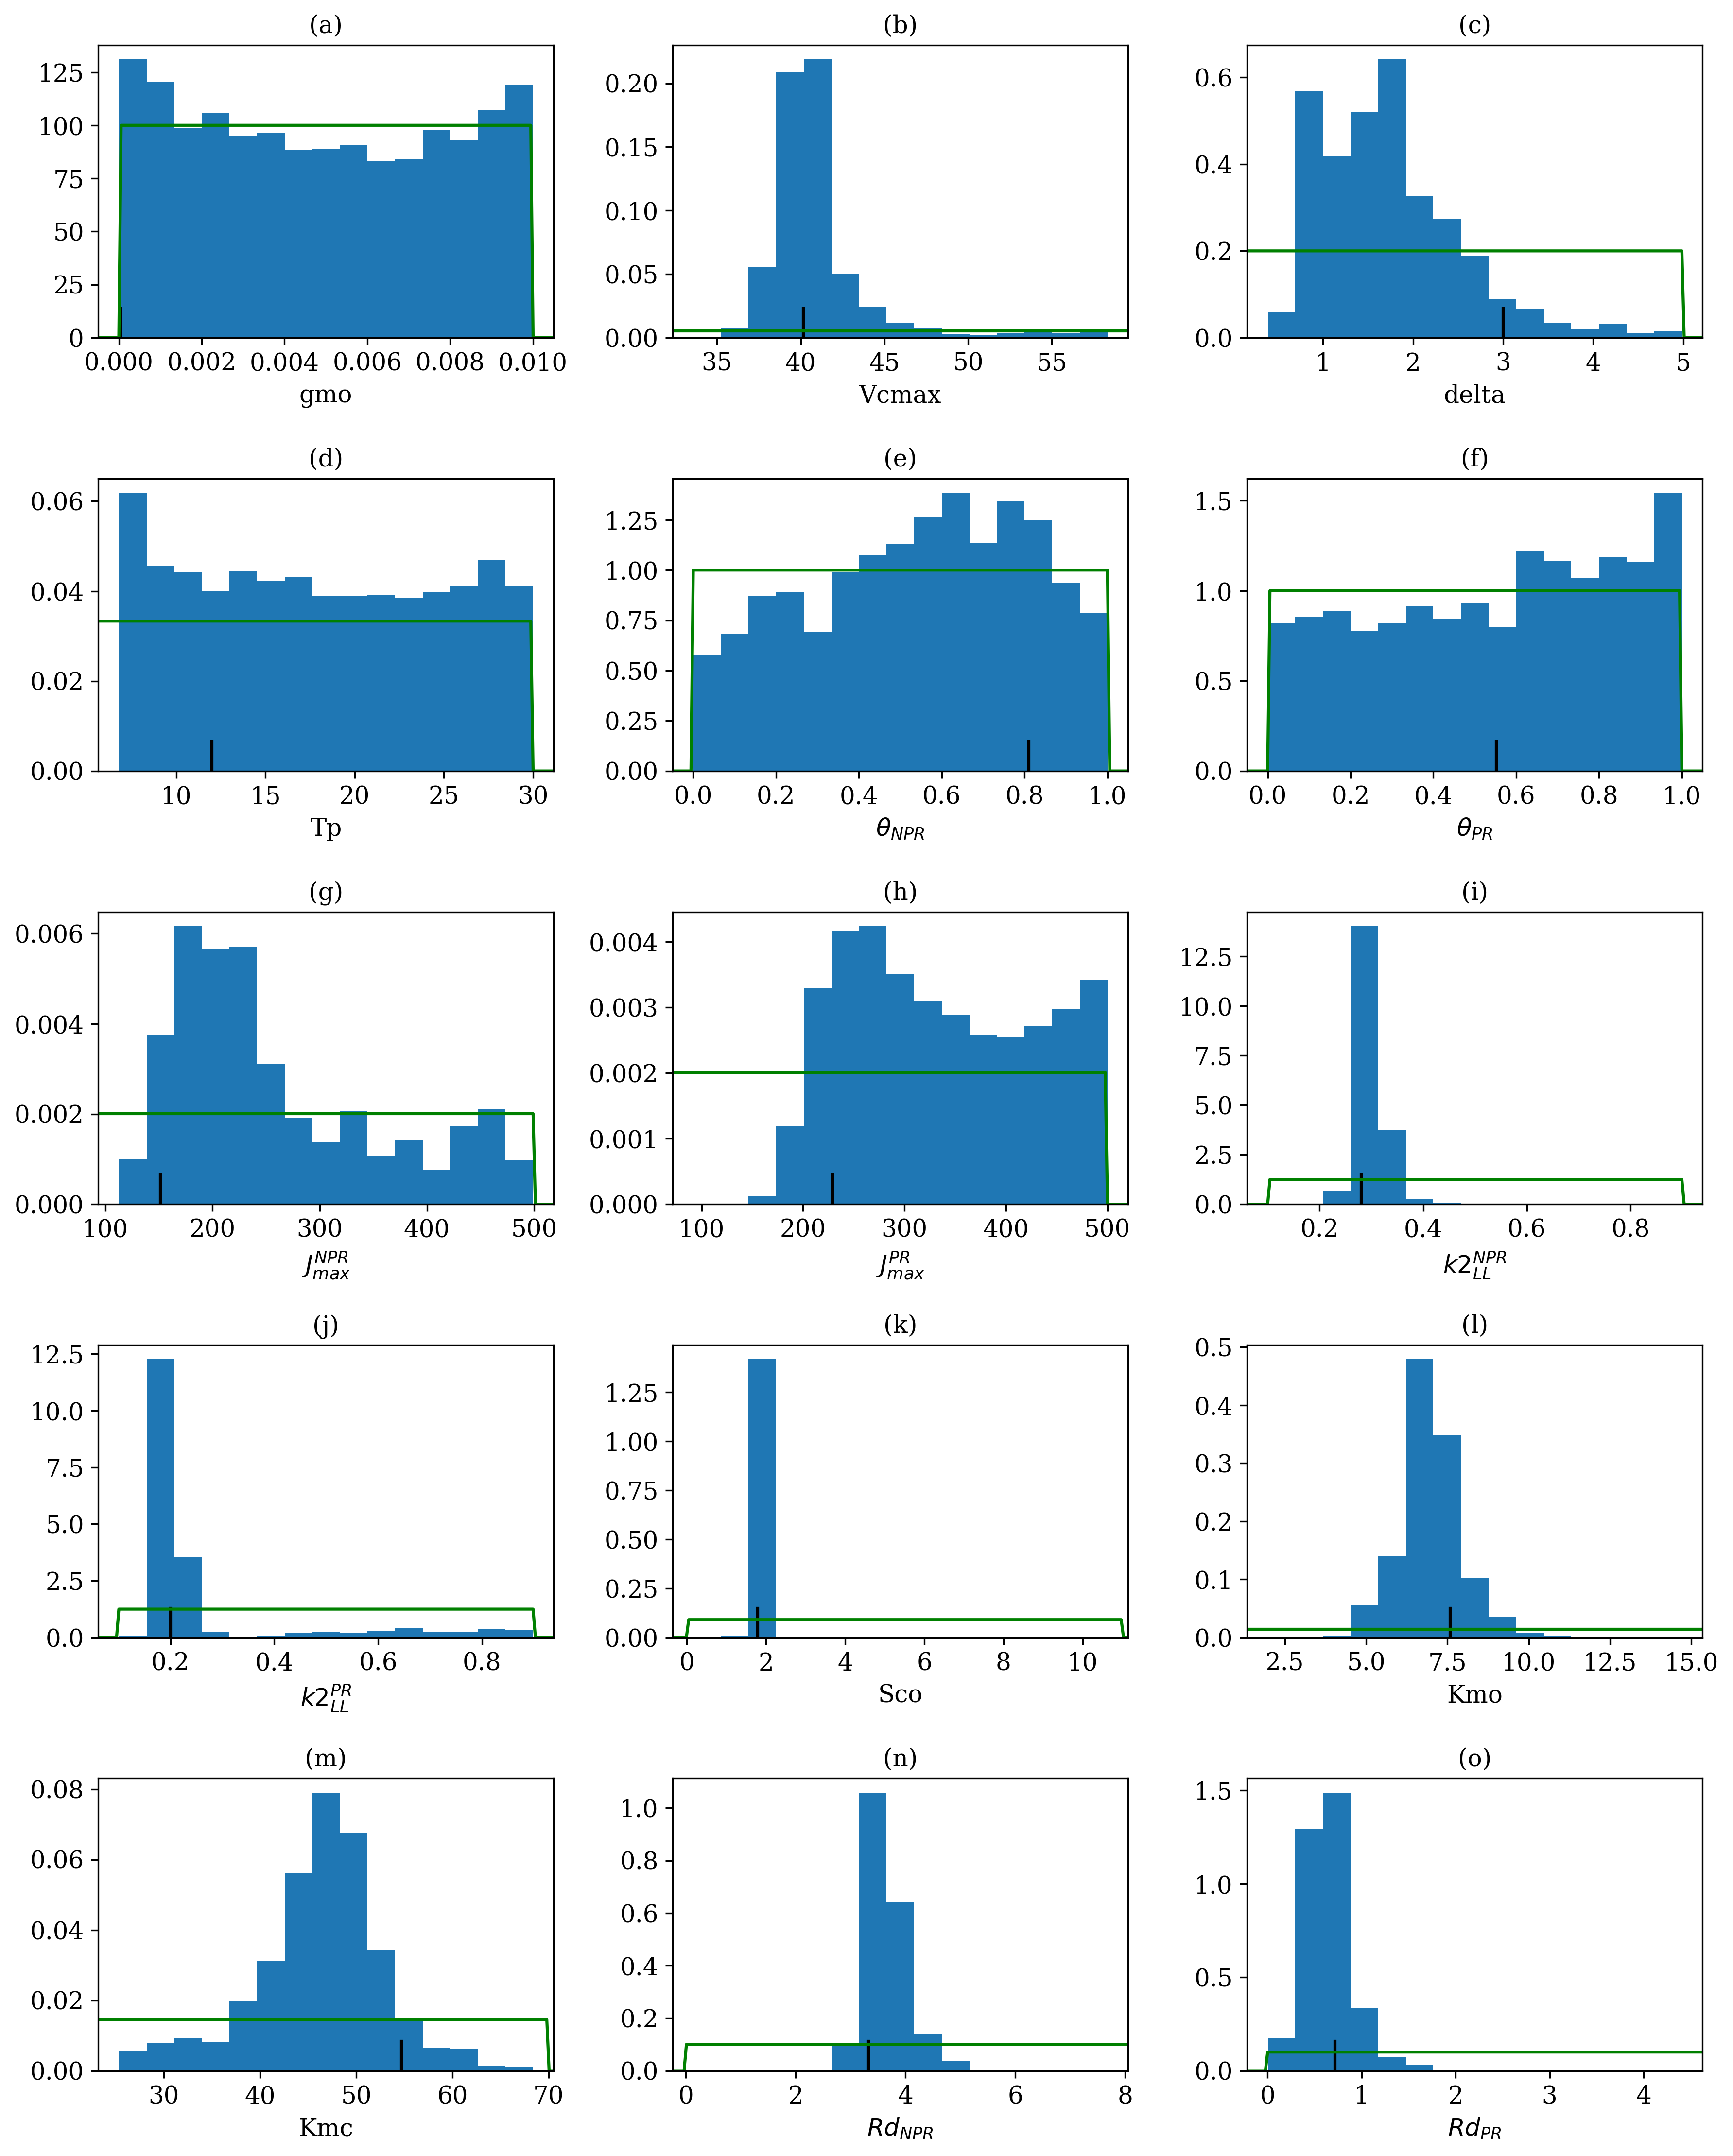 (a) (b) (c)
125 0.20 0.6
100 0.15 0.4
75 0.10 0.2
50 0.05 0.0
25 0.00
0
0.000 0.002 0.004 0.006 0.008 0.010 35 40 45 50 55 1 2 3 4 5
gmo Vcmax delta
(d) (e) (f)
0.06 1.25 1.5
0.04 1.00 1.0
0.02 0.75 0.5
0.00 0.50 0.0
0.25
0.00
10 15 20 25 30 0.0 0.2 0.4 0.6 0.8 1.0 0.0 0.2 0.4 0.6 0.8 1.0
Tp θ_NPR θ_PR
(g) (h) (i)
0.006 0.004 12.5
0.004 0.003 10.0
0.002 0.002 7.5
0.000 0.001 5.0
0.000 2.5
0.0
100 200 300 400 500 100 200 300 400 500 0.2 0.4 0.6 0.8
J_max^NPR J_max^PR k2_LL^NPR
(j) (k) (l)
12.5 1.25 0.5
10.0 1.00 0.4
7.5 0.75 0.3
5.0 0.50 0.2
2.5 0.25 0.1
0.0 0.00 0.0
0.2 0.4 0.6 0.8 0 2 4 6 8 10 2.5 5.0 7.5 10.0 12.5 15.0
k2_LL^PR Sco Kmo
(m) (n) (o)
0.08 1.0 1.5
0.06 0.8 1.0
0.04 0.6 0.5
0.02 0.4 0.0
0.00 0.2
0.0
30 40 50 60 70 0 2 4 6 8 0 1 2 3 4
Kmc Rd_NPR Rd_PR